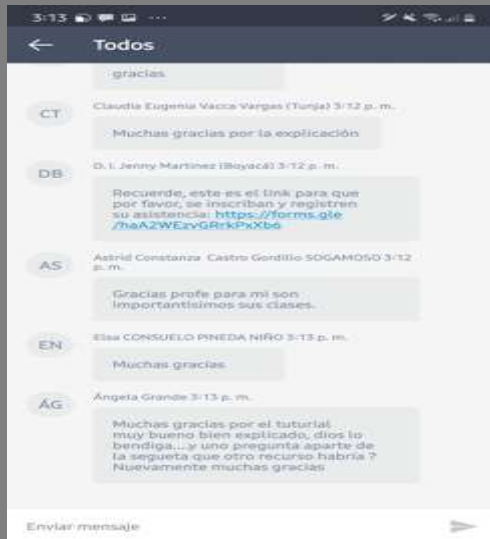 3:13
Todos
gracias
CT
Claudia Eugenia Vacca Vargas (Tunja) 3:12 p. m.
Muchas gracias por la explicación
DB
D. I. Jenny Martinez (Boyacá) 3:12 p. m.
Recuerde, este es el link para que
por favor, se inscriban y registren
su asistencia: https://forms.gle
/haA2WEzvGRrkPxXb6
AS
Astrid Constanza Castro Gordillo SOGAMOSO 3:12
p. m.
Gracias profe para mi son
importantísimos sus clases.
EN
Elsa CONSUELO PINEDA NIÑO 3:13 p. m.
Muchas gracias
ÁG
Ángela Grande 3:13 p. m.
Muchas gracias por el tuturial
muy bueno bien explicado, dios lo
bendiga....y uno pregunta aparte de
la segueta que otro recurso habría ?
Nuevamente muchas gracias
Enviar mensaje